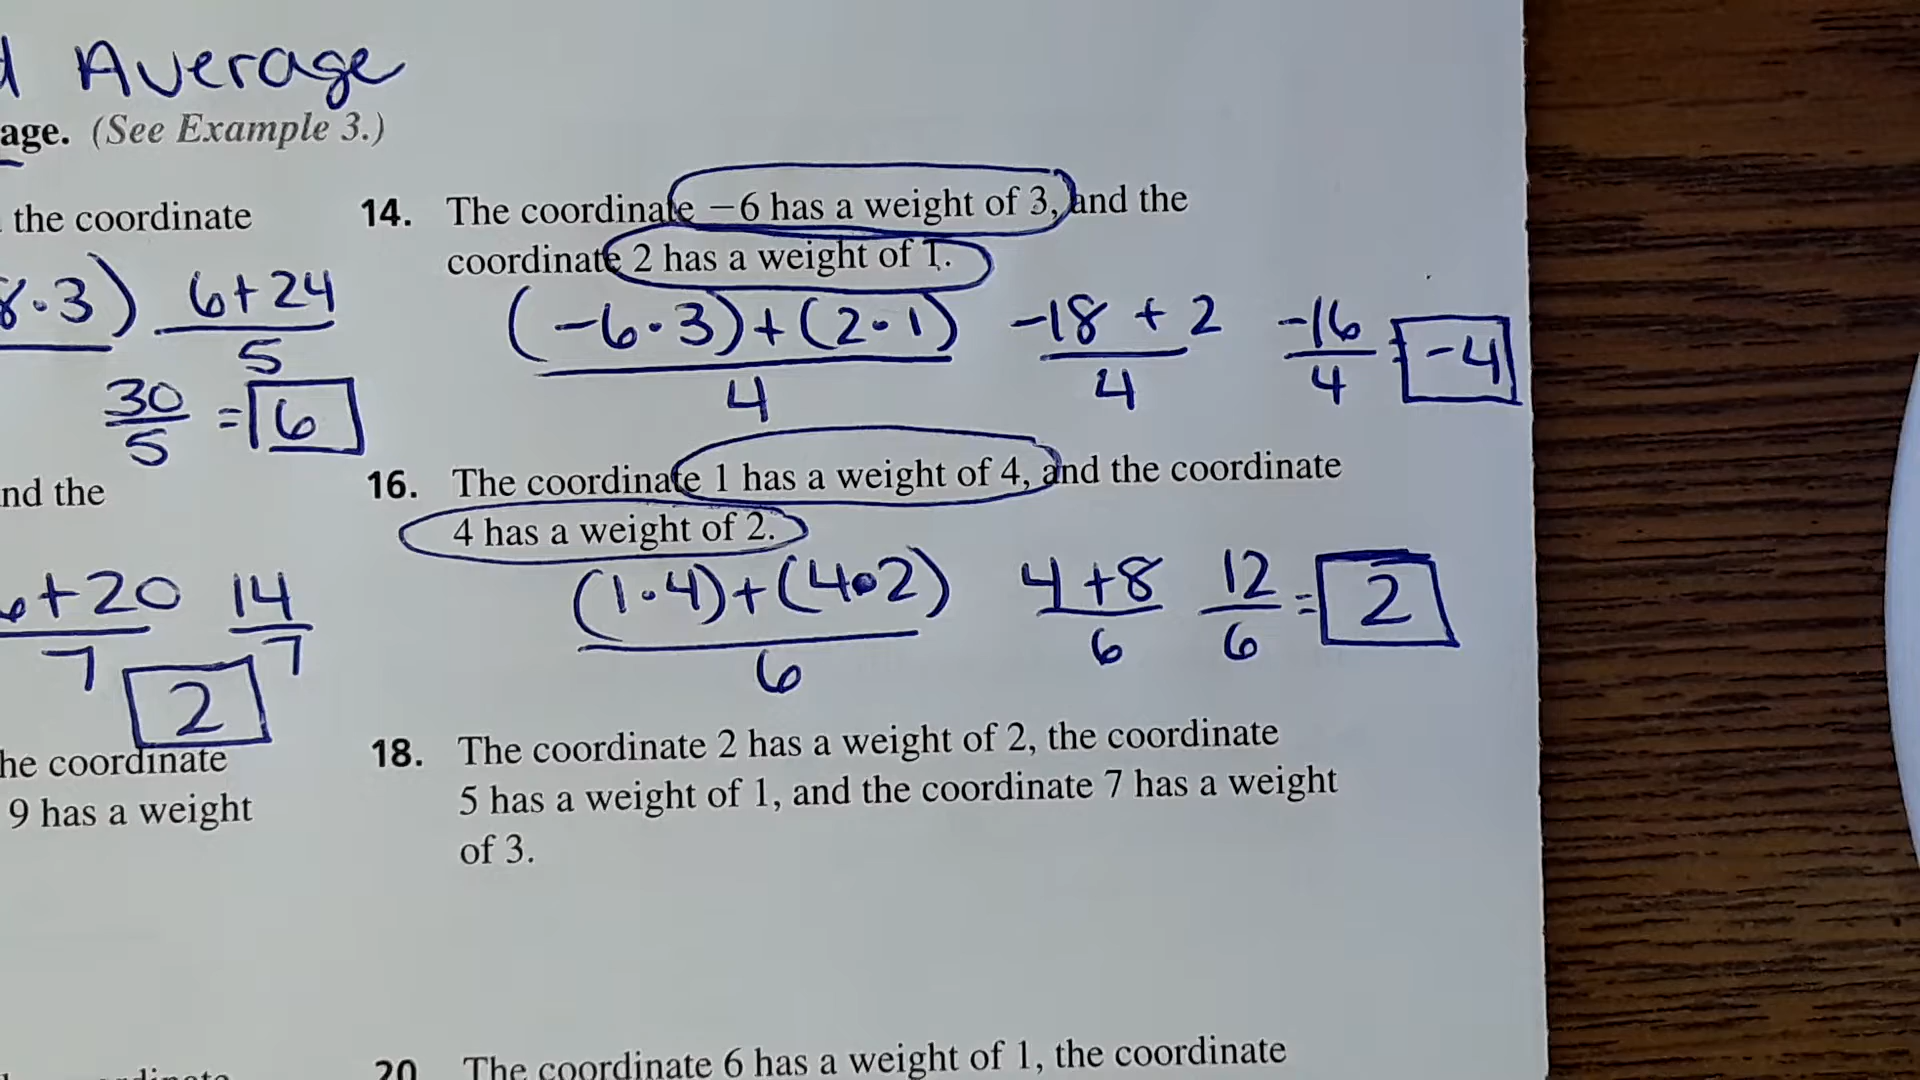 Average
age. (See Example 3.)
the coordinate
8·3) 6+24
5
30/5 = 6
nd the
+20 14
7 7
2
he coordinate
9 has a weight
14. The coordinate −6 has a weight of 3, and the
coordinate 2 has a weight of 1.
(-6·3)+(2·1) -18 + 2 -16
4 4 4 = -4
16. The coordinate 1 has a weight of 4, and the coordinate
4 has a weight of 2.
(1·4)+(4·2) 4+8 12
6 6 6 = 2
18. The coordinate 2 has a weight of 2, the coordinate
5 has a weight of 1, and the coordinate 7 has a weight
of 3.
20 The coordinate 6 has a weight of 1, the coordinate